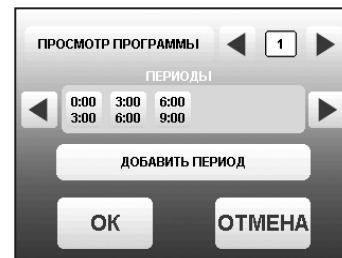 ПРОСМОТР ПРОГРАММЫ 1
ПЕРИОДЫ
0:00 3:00 6:00
3:00 6:00 9:00
ДОБАВИТЬ ПЕРИОД
ОК ОТМЕНА